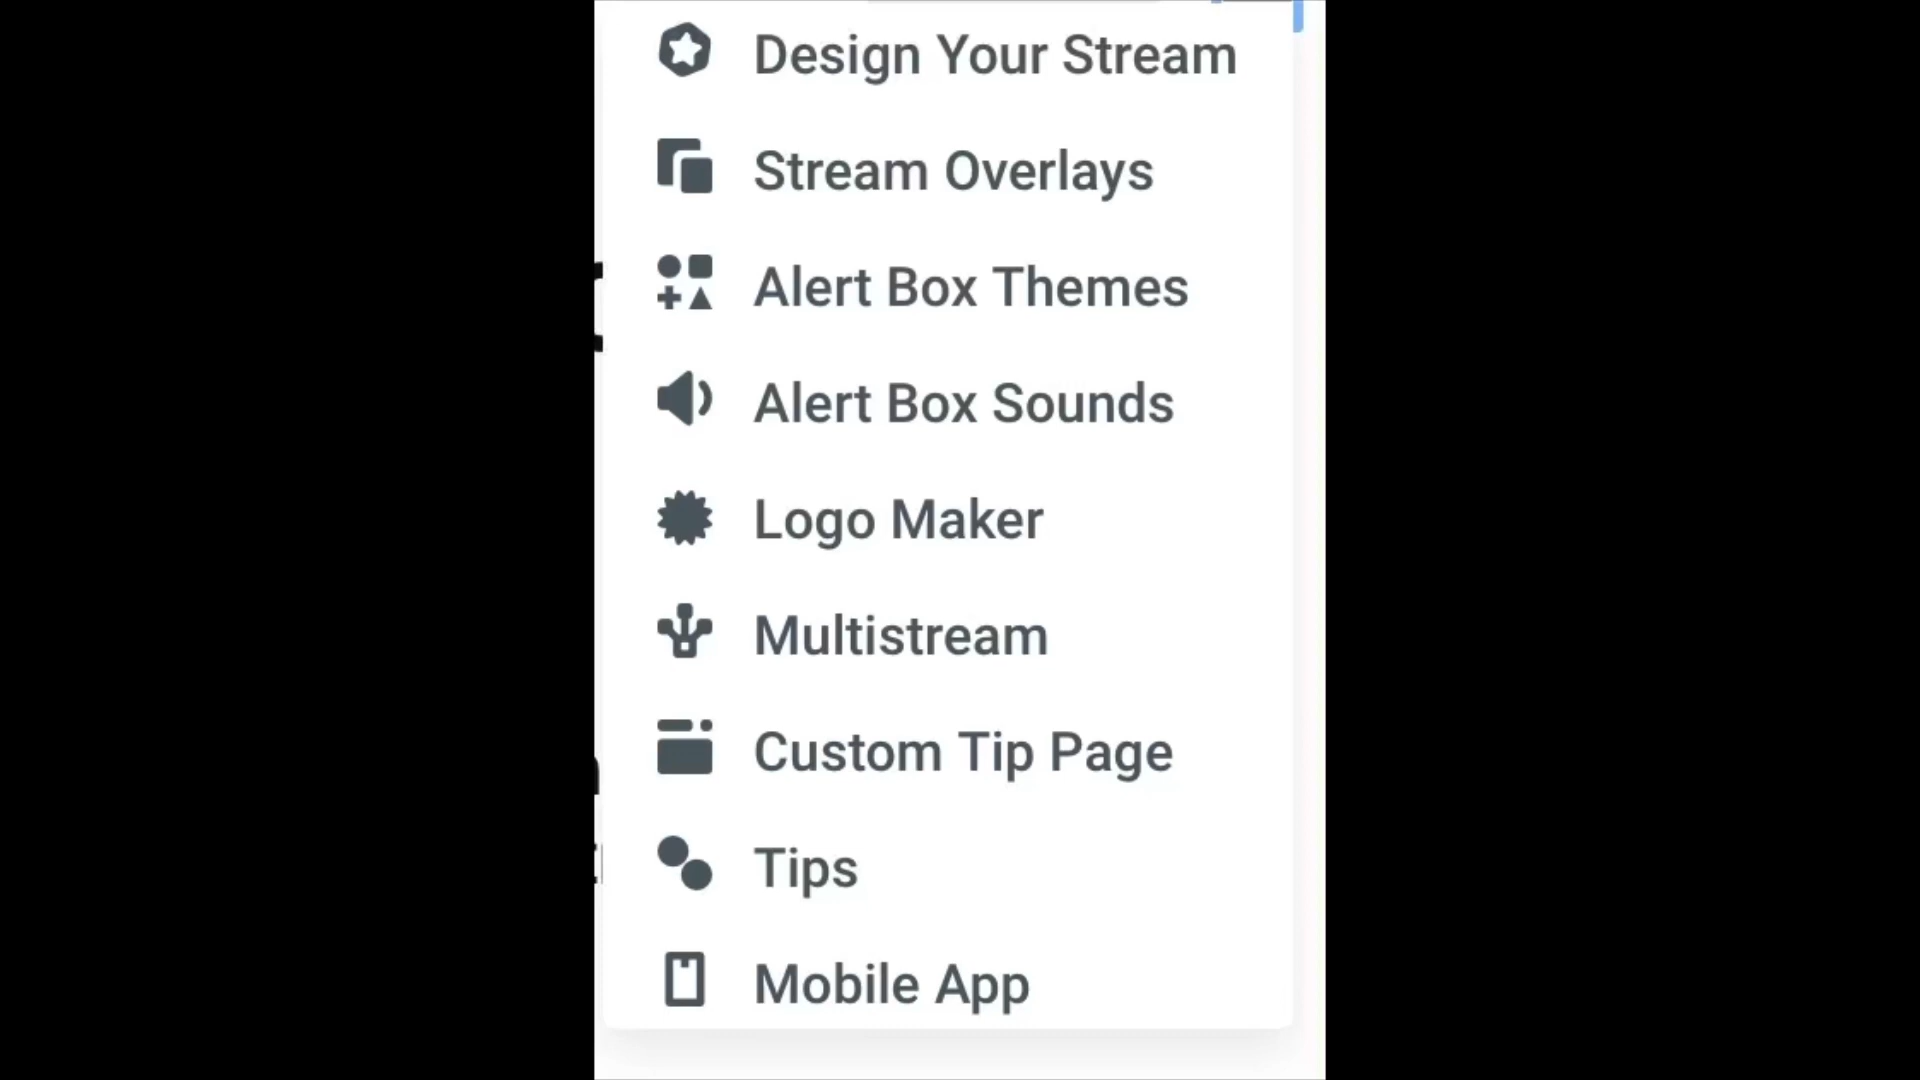 Design Your Stream
Stream Overlays
Alert Box Themes
Alert Box Sounds
Logo Maker
Multistream
Custom Tip Page
Tips
Mobile App